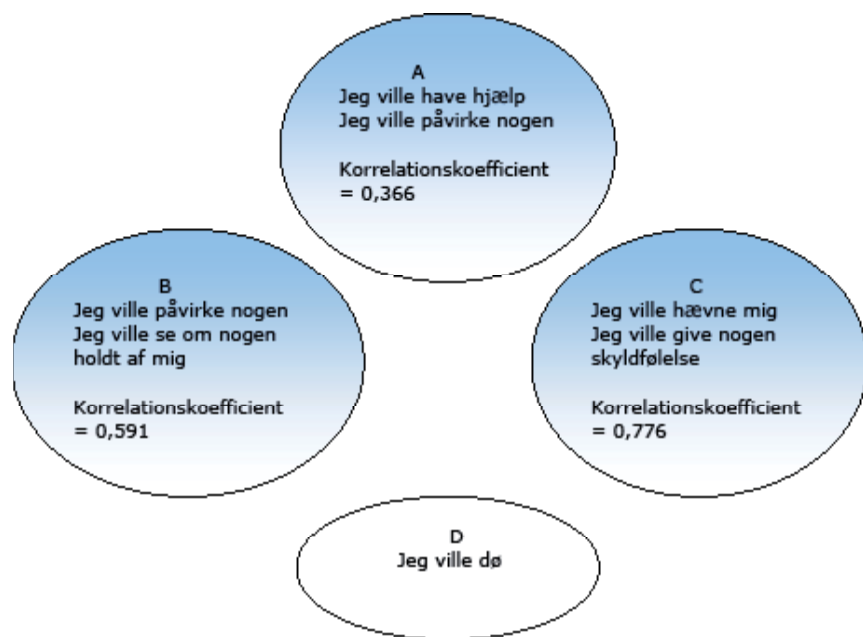 A
Jeg ville have hjælp
Jeg ville påvirke nogen
Korrelationskoefficient
= 0,366
B
Jeg ville påvirke nogen
Jeg ville se om nogen
holdt af mig
Korrelationskoefficient
= 0,591
C
Jeg ville hævne mig
Jeg ville give nogen
skyldfølelse
Korrelationskoefficient
= 0,776
D
Jeg ville dø